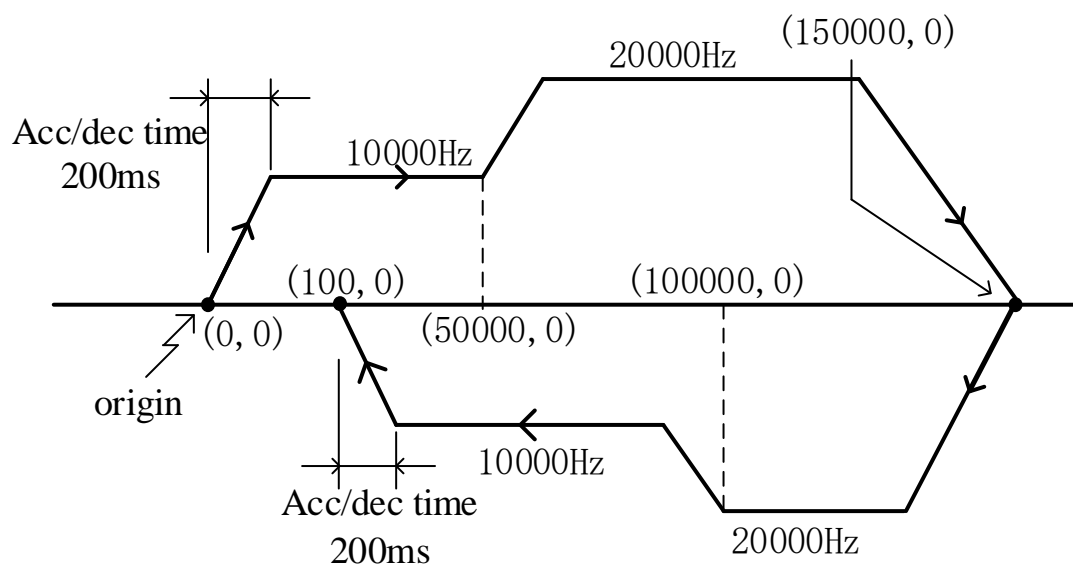 (150000,0)
20000Hz
Acc/dec time
200ms
10000Hz
(100,0)
(100000,0)
(0,0)
(50000,0)
origin
10000Hz
Acc/dec time
200ms
20000Hz